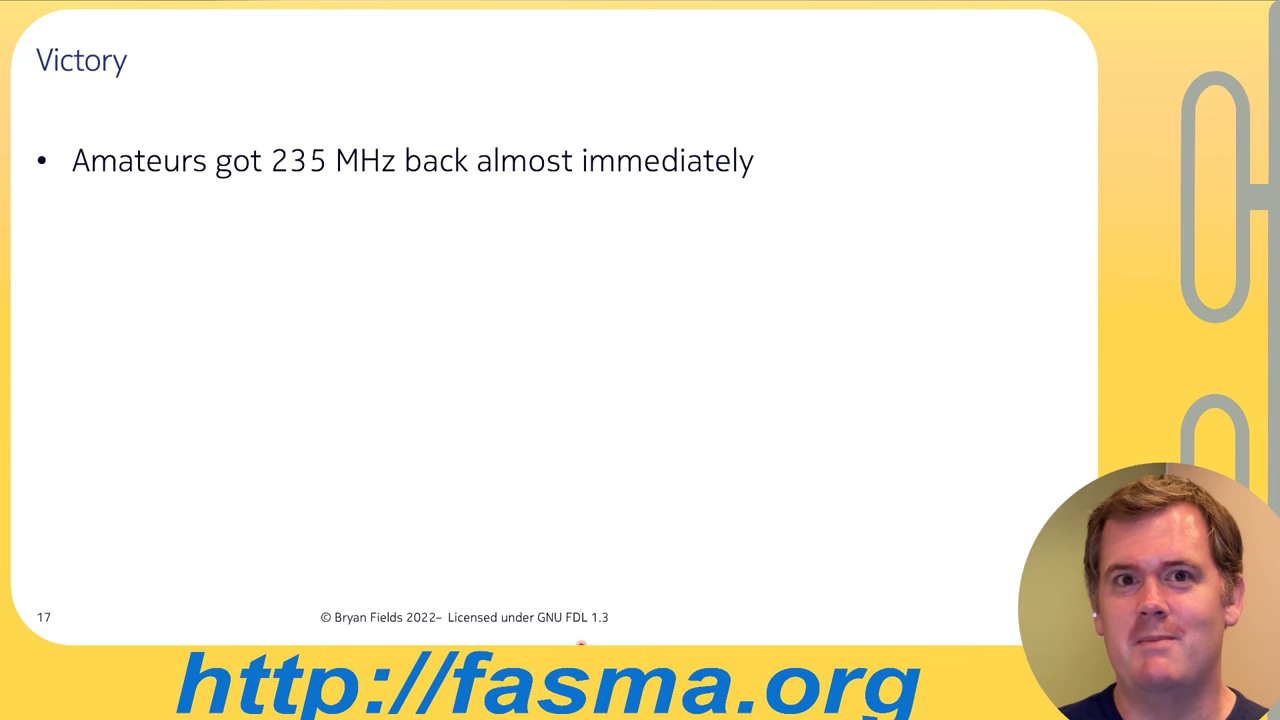 Victory
• Amateurs got 235 MHz back almost immediately
17
© Bryan Fields 2022– Licensed under GNU FDL 1.3
http://fasma.org